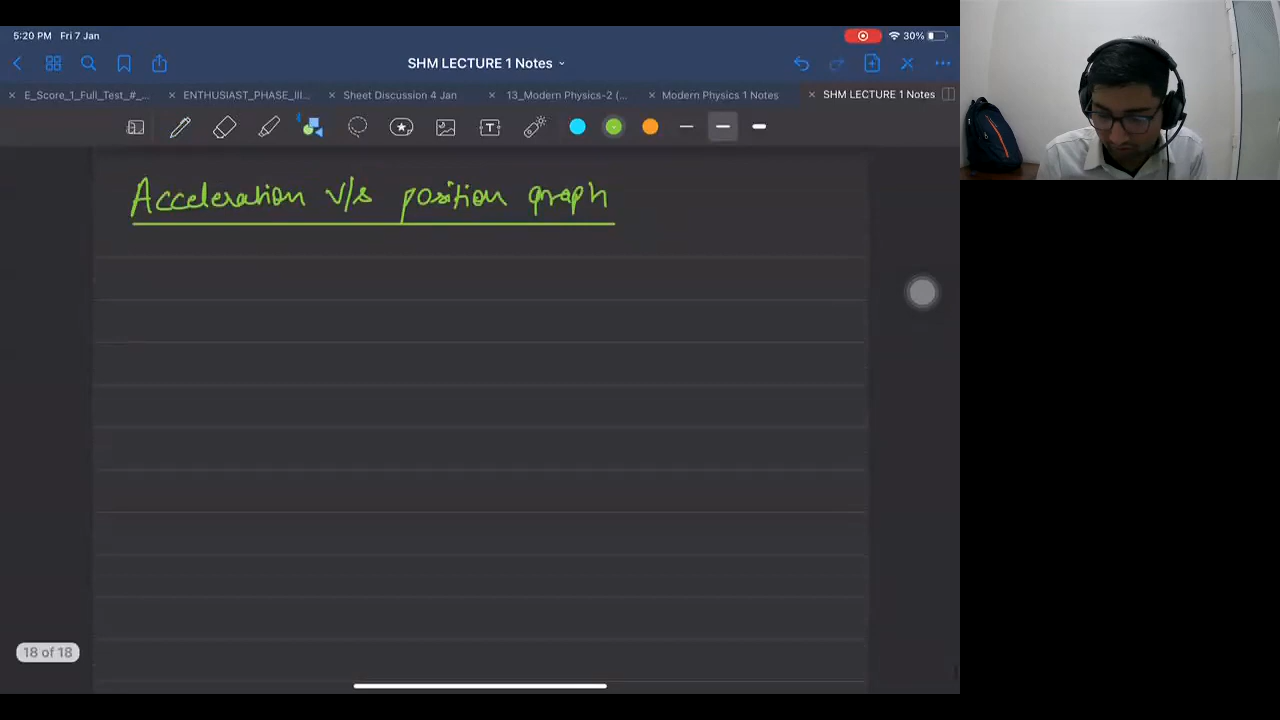 5:20 PM Fri 7 Jan
30%
SHM LECTURE 1 Notes
E_Score_1_Full_Test_#_...
ENTHUSIAST_PHASE_III...
Sheet Discussion 4 Jan
13_Modern Physics-2 (...
Modern Physics 1 Notes
SHM LECTURE 1 Notes
Acceleration v/s position graph
18 of 18